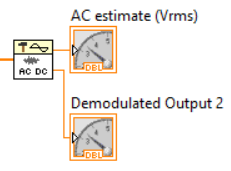 AC estimate (Vrms)
AC DC
DBL
Demodulated Output 2
DBL